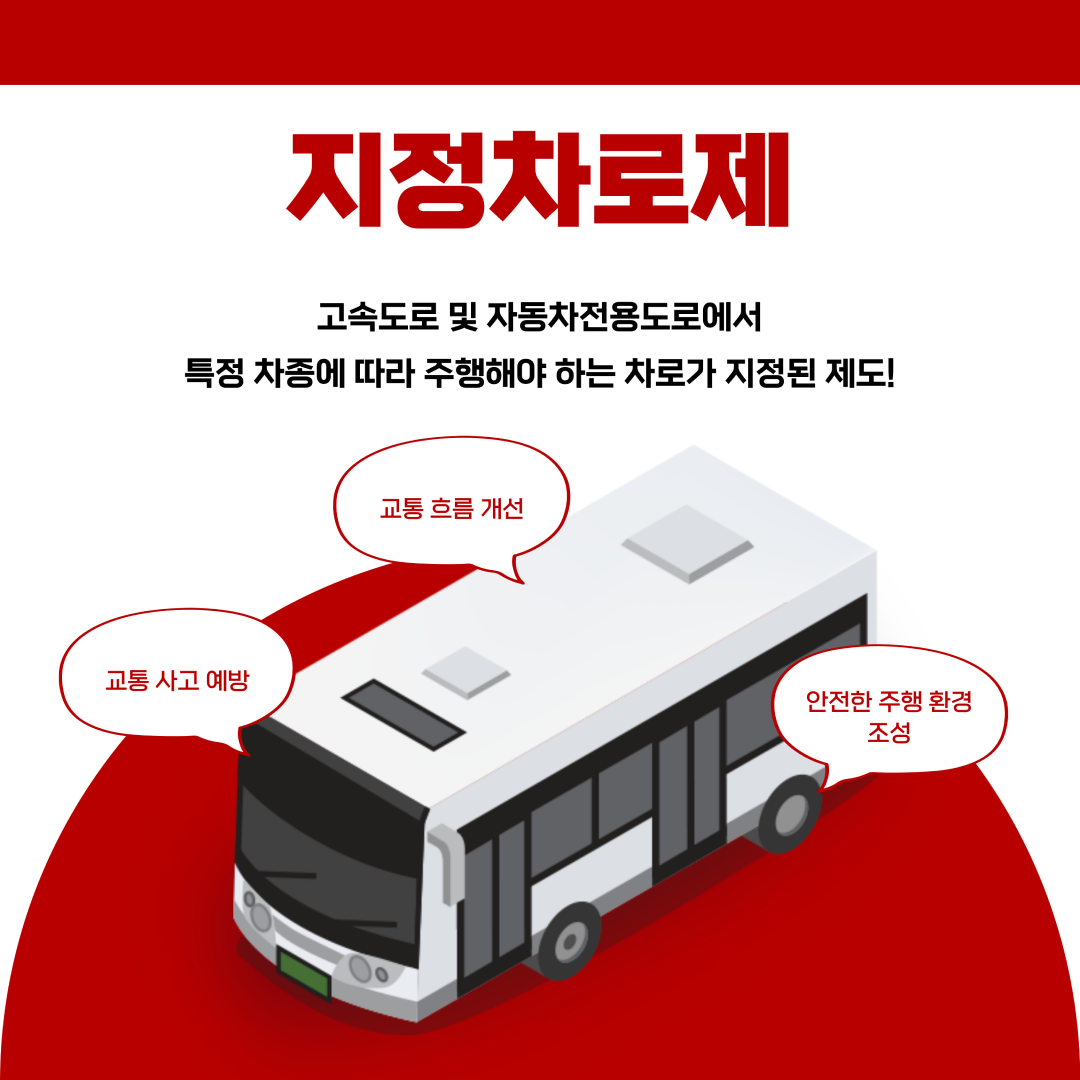 지정차로제
고속도로 및 자동차전용도로에서
특정 차종에 따라 주행해야 하는 차로가 지정된 제도!
교통 흐름 개선
교통 사고 예방
안전한 주행 환경
조성